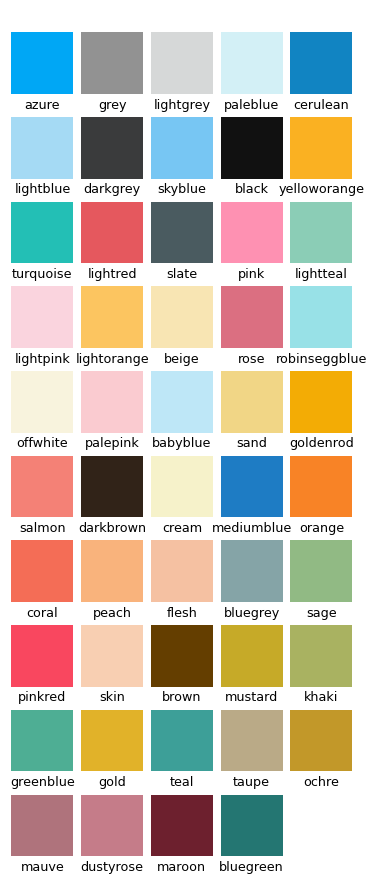 azure grey lightgrey paleblue cerulean
lightblue darkgrey skyblue black yelloworange
turquoise lightred slate pink lightteal
lightpink lightorange beige rose robinseggblue
offwhite palepink babyblue sand goldenrod
salmon darkbrown cream mediumblue orange
coral peach flesh bluegrey sage
pinkred skin brown mustard khaki
greenblue gold teal taupe ochre
mauve dustyrose maroon bluegreen